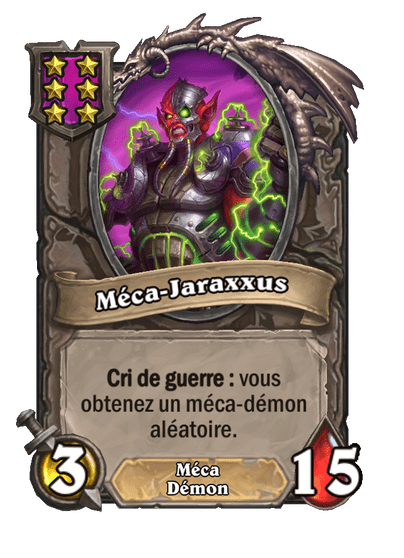 Méca-Jaraxxus
Cri de guerre : vous
obtenez un méca-démon
aléatoire.
3
Méca
Démon
15